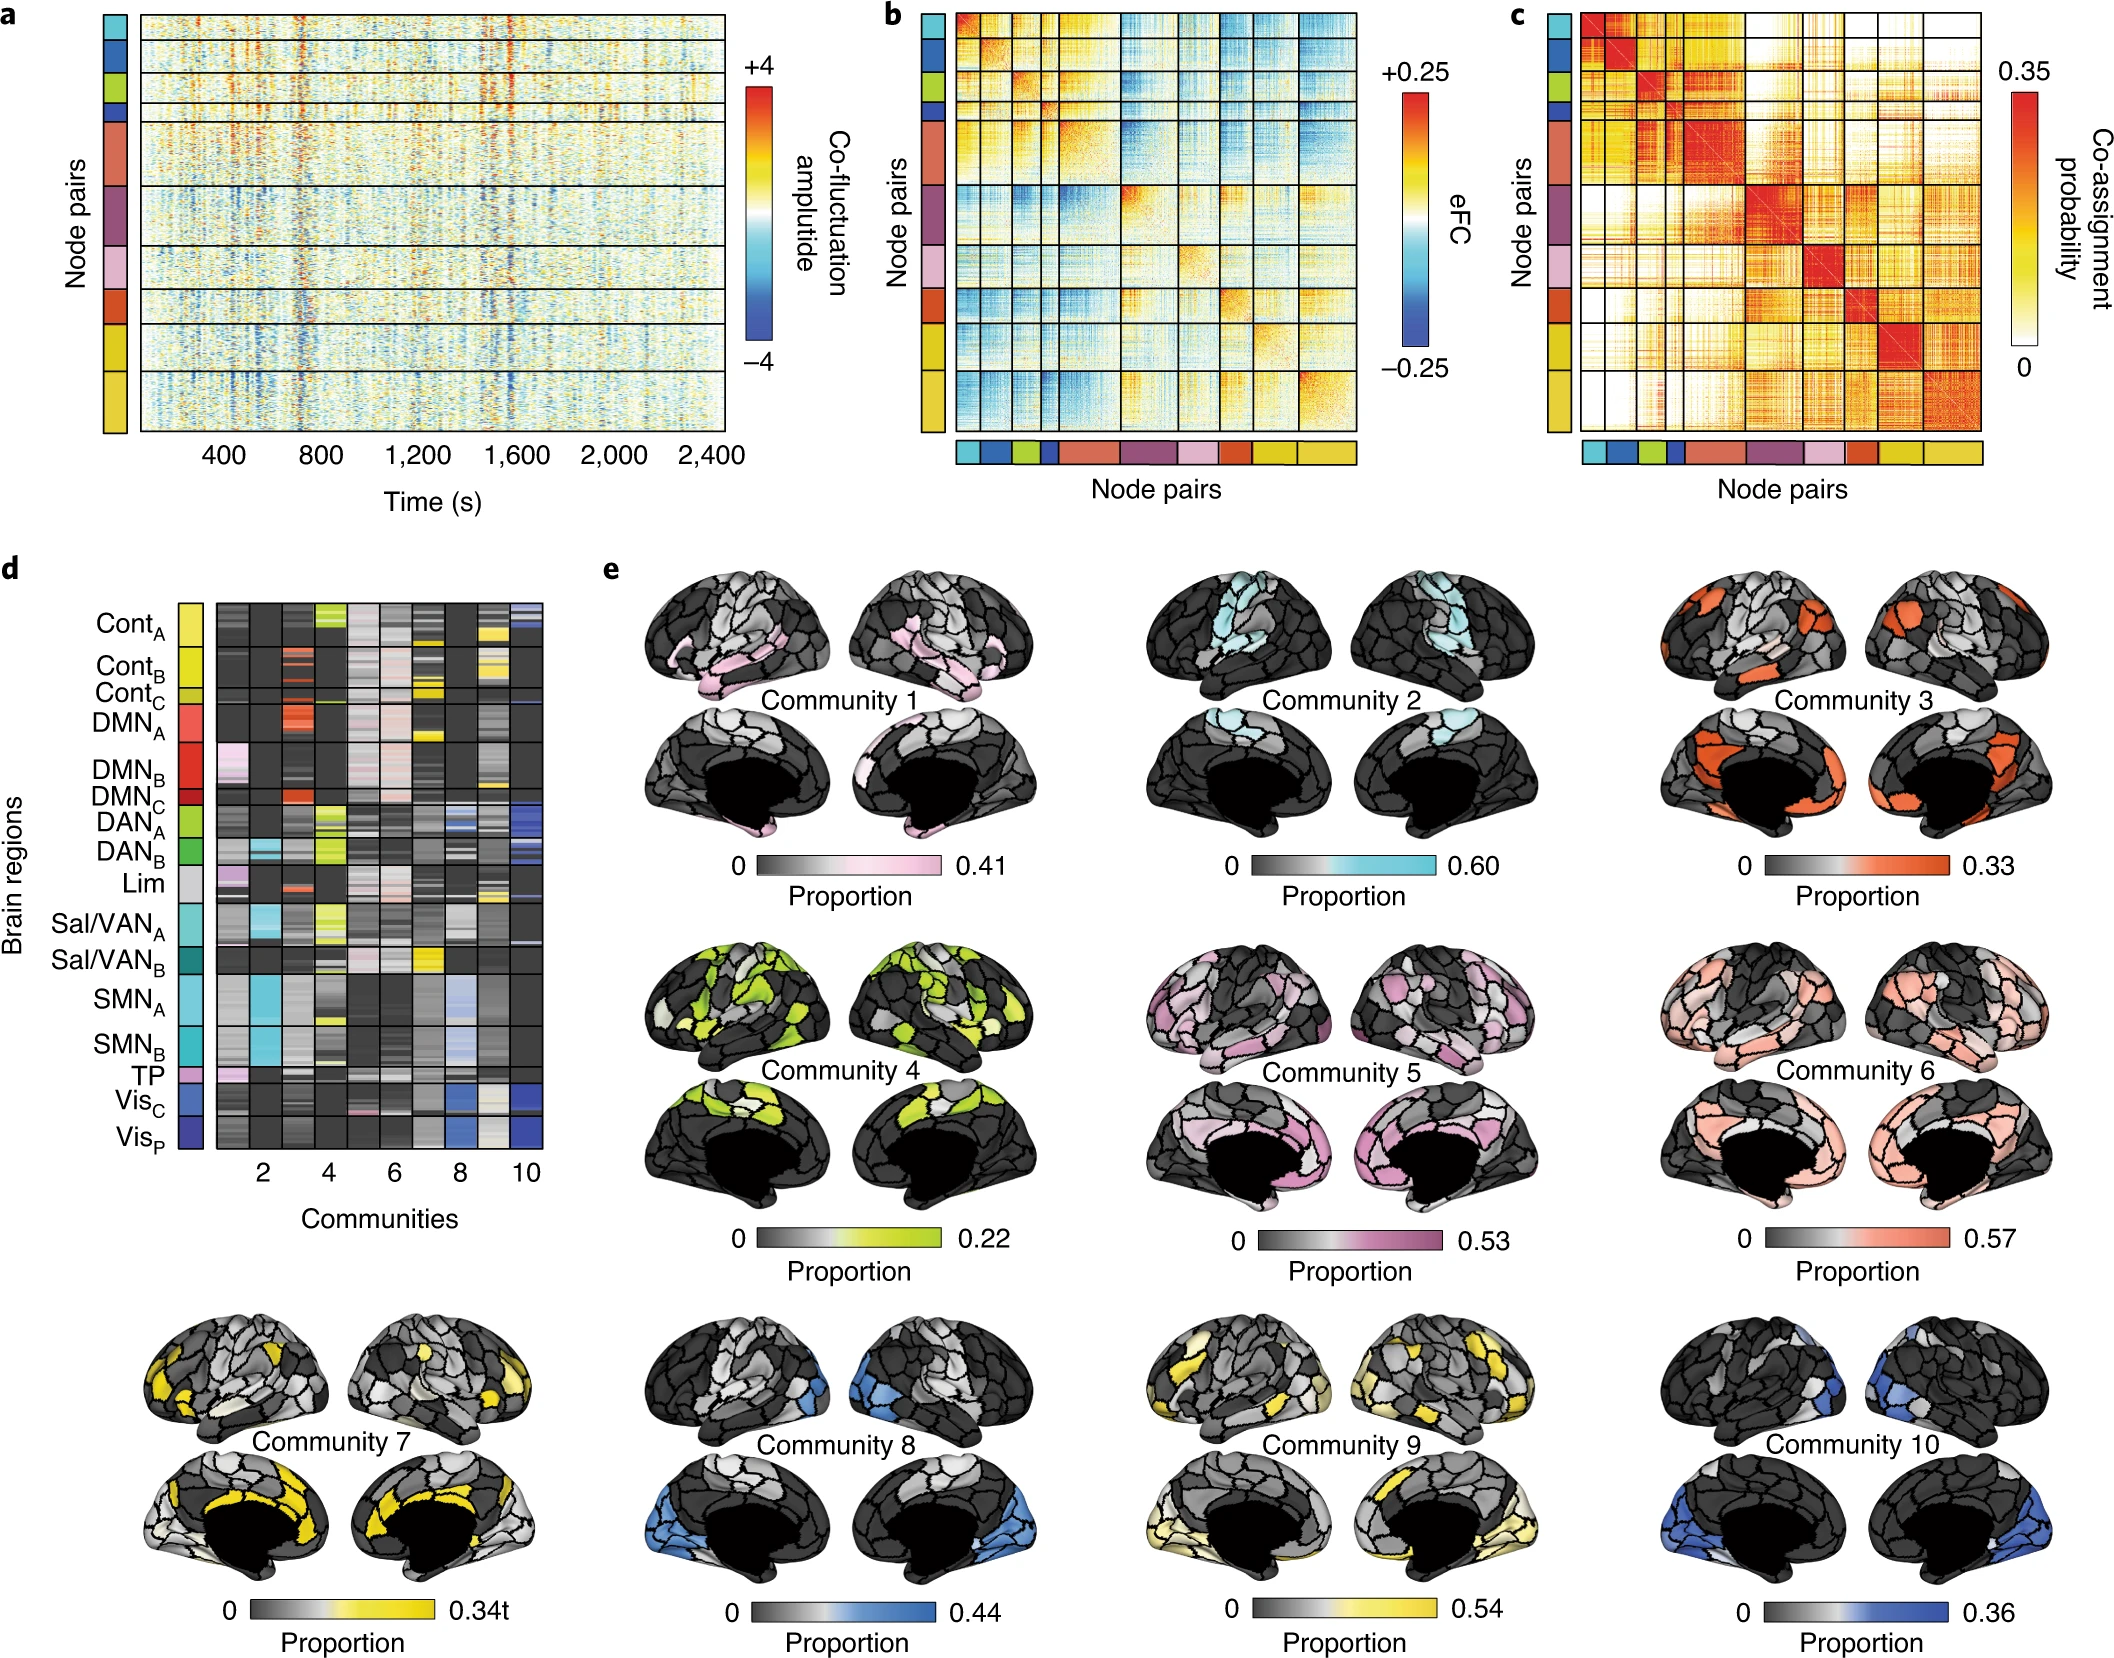 a
Node pairs
400 800 1,200 1,600 2,000 2,400
Time (s)
+4
–4
Co-fluctuation
amplutide
b
Node pairs
Node pairs
+0.25
–0.25
eFC
c
Node pairs
Node pairs
0.35
0
Co-assignment
probability
d
Brain regions
ContA
ContB
ContC
DMNA
DMNB
DMNC
DANA
DANB
Lim
Sal/VANA
Sal/VANB
SMNA
SMNB
TP
VisC
VisP
2 4 6 8 10
Communities
e
Community 1
0 0.41
Proportion
Community 2
0 0.60
Proportion
Community 3
0 0.33
Proportion
Community 4
0 0.22
Proportion
Community 5
0 0.53
Proportion
Community 6
0 0.57
Proportion
Community 7
0 0.34t
Proportion
Community 8
0 0.44
Proportion
Community 9
0 0.54
Proportion
Community 10
0 0.36
Proportion